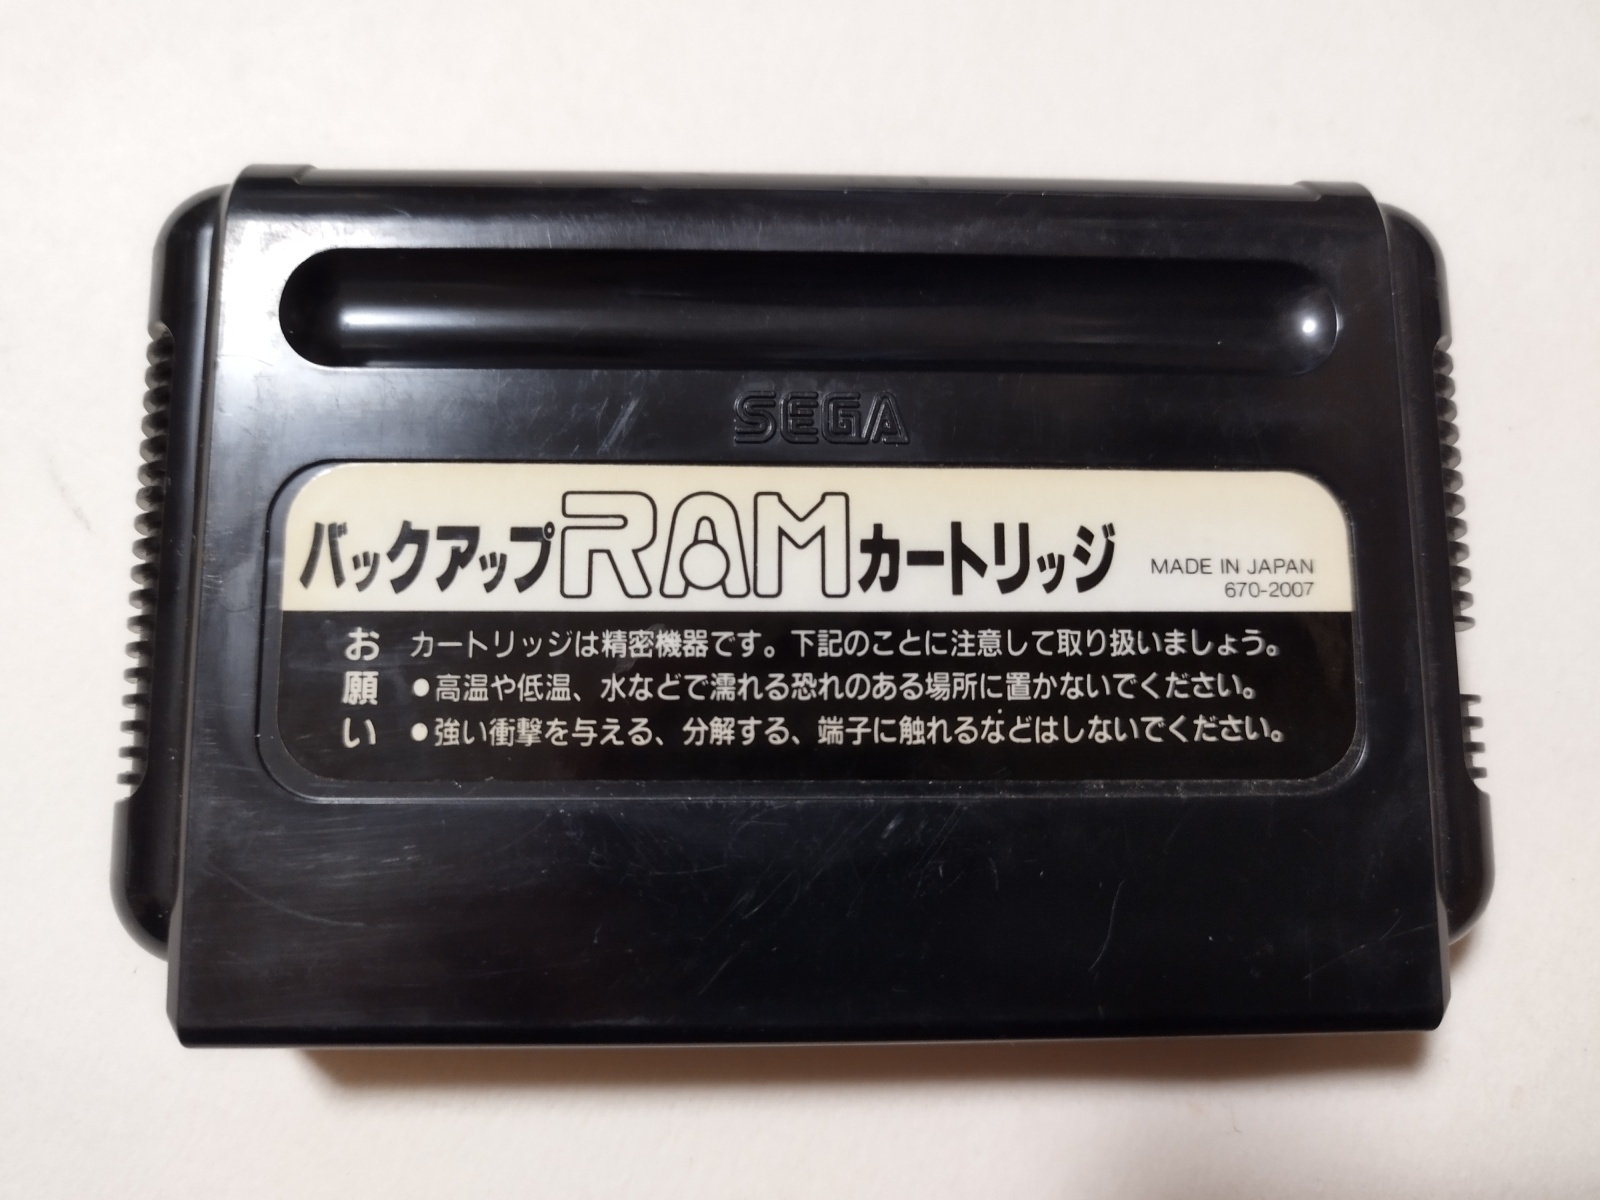 SEGA
バックアップRAMカートリッジ
MADE IN JAPAN
670-2007
お願い
カートリッジは精密機器です。下記のことに注意して取り扱いましょう。
●高温や低温、水などで濡れる恐れのある場所に置かないでください。
●強い衝撃を与える、分解する、端子に触れるなどはしないでください。